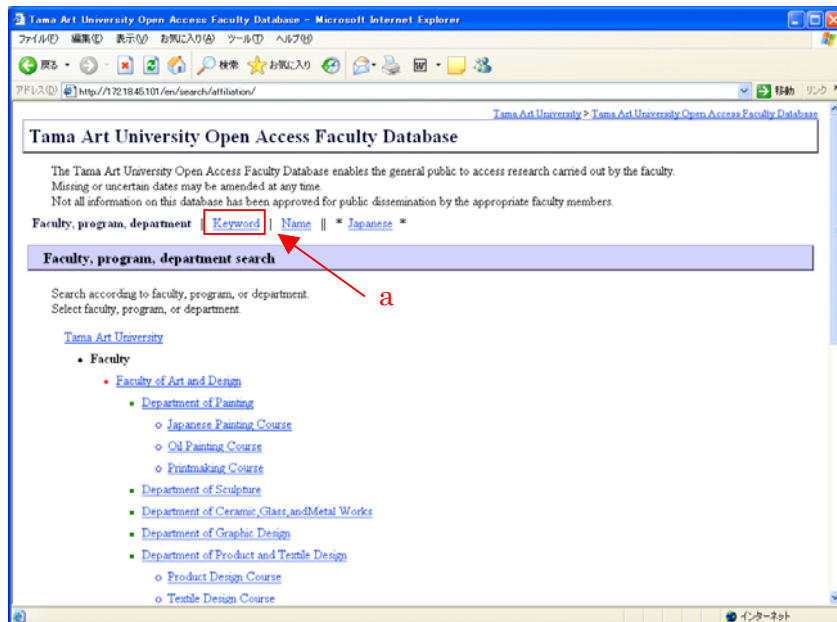 Tama Art University Open Access Faculty Database - Microsoft Internet Explorer
ファイル(F) 編集(E) 表示(V) お気に入り(A) ツール(T) ヘルプ(H)
戻る 検索 お気に入り
アドレス(D) http://172.18.45.101/en/search/affiliation/ 移動 リンク
Tama Art University > Tama Art University Open Access Faculty Database
Tama Art University Open Access Faculty Database
The Tama Art University Open Access Faculty Database enables the general public to access research carried out by the faculty.
Missing or uncertain dates may be amended at any time.
Not all information on this database has been approved for public dissemination by the appropriate faculty members.
Faculty, program, department | Keyword | Name || * Japanese *
a
Faculty, program, department search
Search according to faculty, program, or department.
Select faculty, program, or department.
Tama Art University
Faculty
Faculty of Art and Design
Department of Painting
Japanese Painting Course
Oil Painting Course
Printmaking Course
Department of Sculpture
Department of Ceramic,Glass,andMetal Works
Department of Graphic Design
Department of Product and Textile Design
Product Design Course
Textile Design Course
インターネット